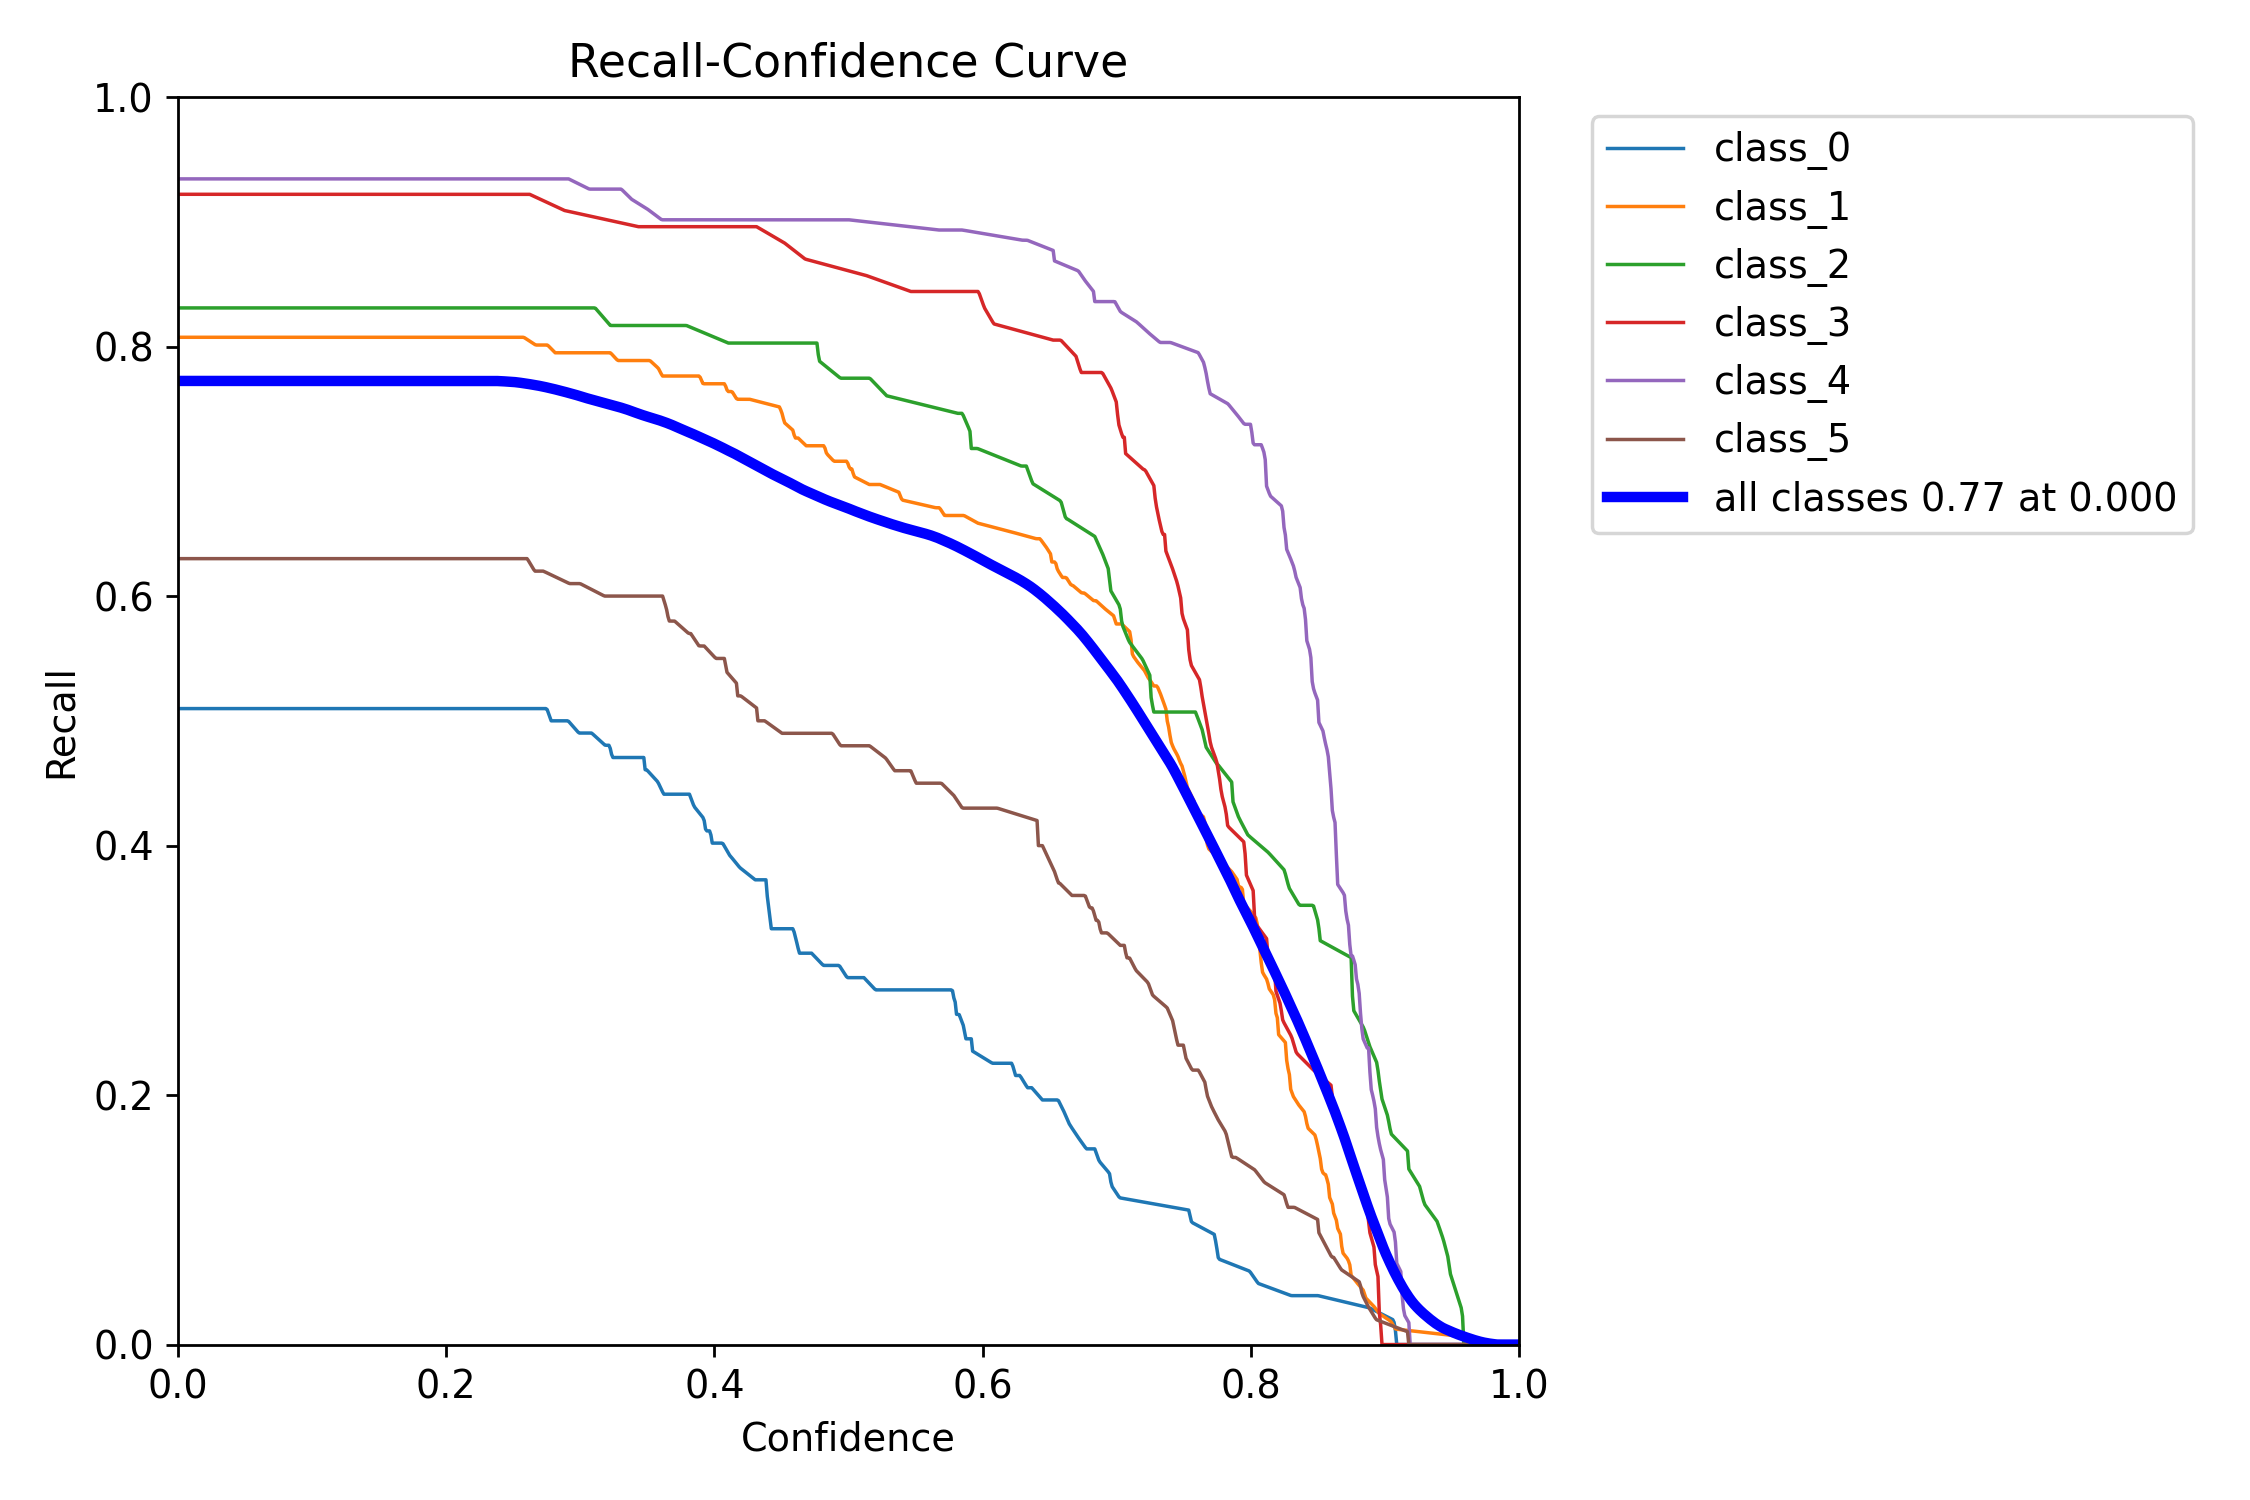 Recall-Confidence Curve
1.0
0.8
0.6
0.4
0.2
0.0
Recall
0.0 0.2 0.4 0.6 0.8 1.0
Confidence
class_0
class_1
class_2
class_3
class_4
class_5
all classes 0.77 at 0.000